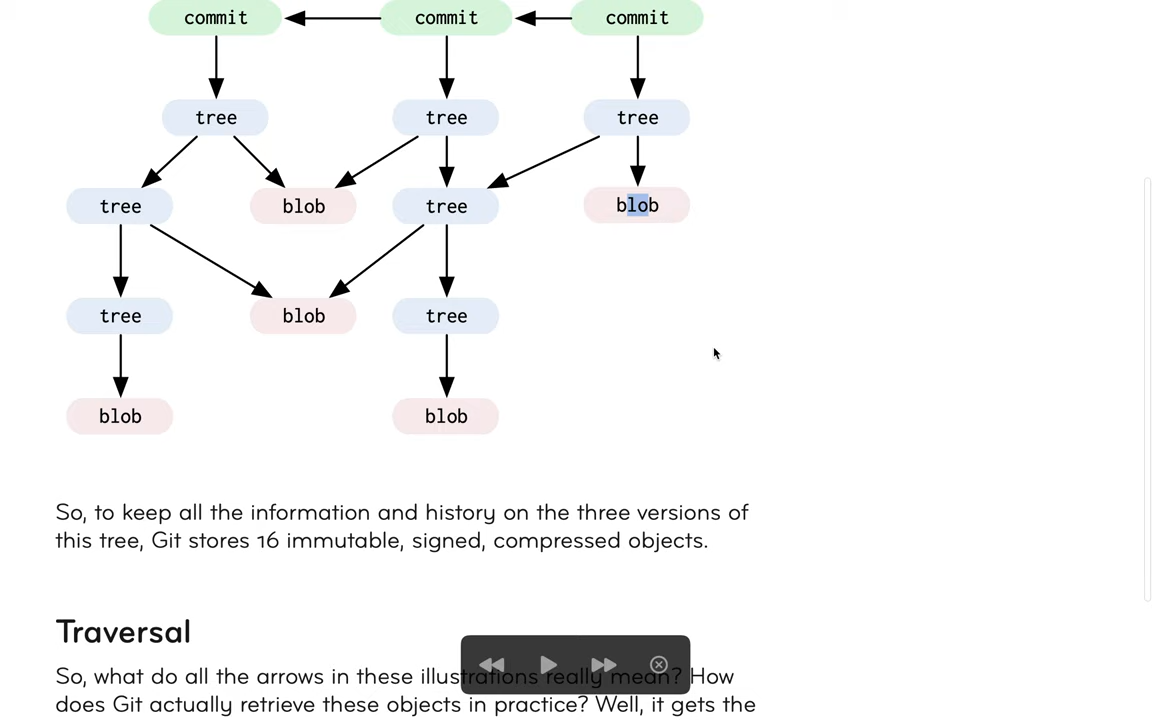 commit commit commit
tree tree tree
tree blob tree blob
tree blob tree
blob blob
So, to keep all the information and history on the three versions of
this tree, Git stores 16 immutable, signed, compressed objects.
Traversal
So, what do all the arrows in these illustrations really mean? How
does Git actually retrieve these objects in practice? Well, it gets the